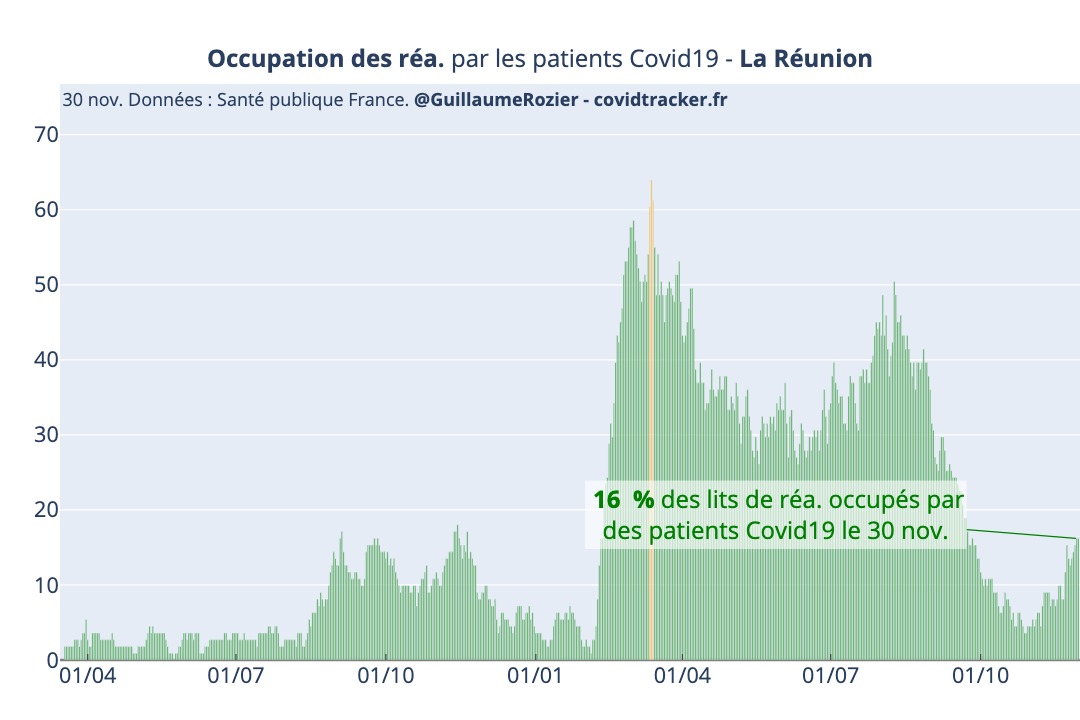 Occupation des réa. par les patients Covid19 - La Réunion
30 nov. Données : Santé publique France. @GuillaumeRozier - covidtracker.fr
70
60
50
40
30
20
10
0
16 % des lits de réa. occupés par
des patients Covid19 le 30 nov.
01/04 01/07 01/10 01/01 01/04 01/07 01/10